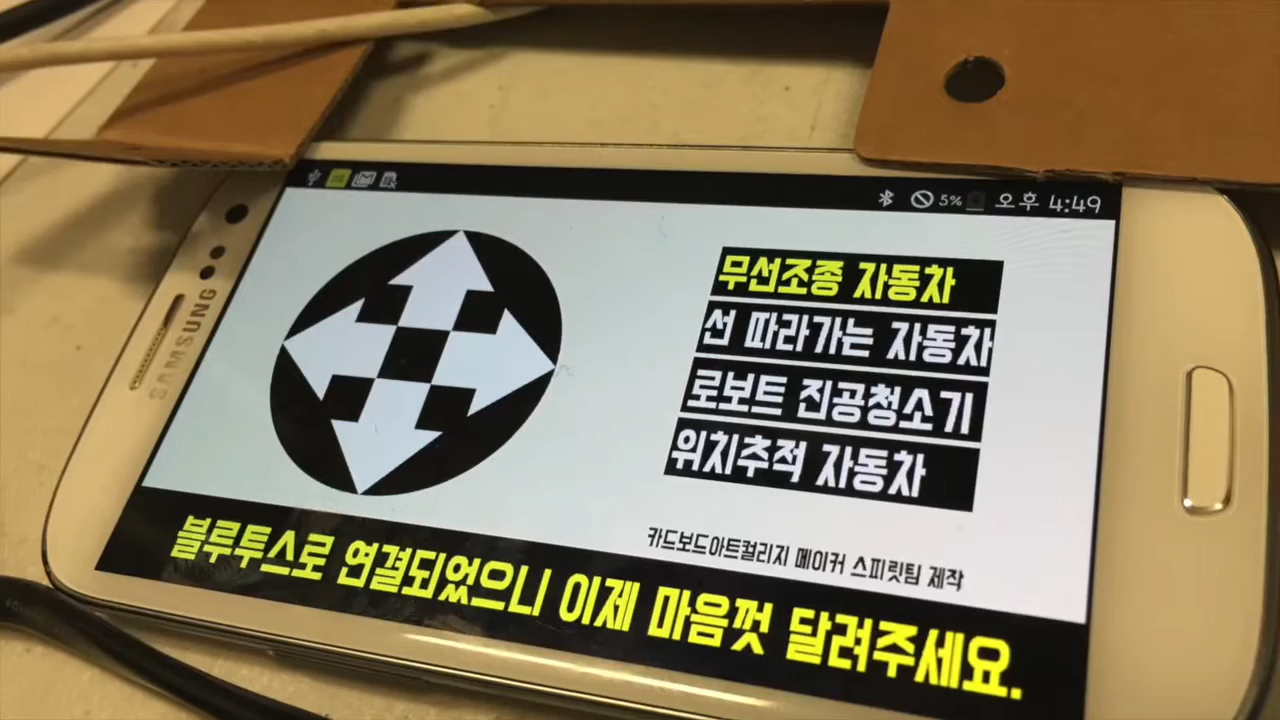 5% 오후 4:49
SAMSUNG
무선조종 자동차
선 따라가는 자동차
로보트 진공청소기
위치추적 자동차
카드보드아트컬리지 메이커 스피릿팀 제작
블루투스로 연결되었으니 이제 마음껏 달려주세요.